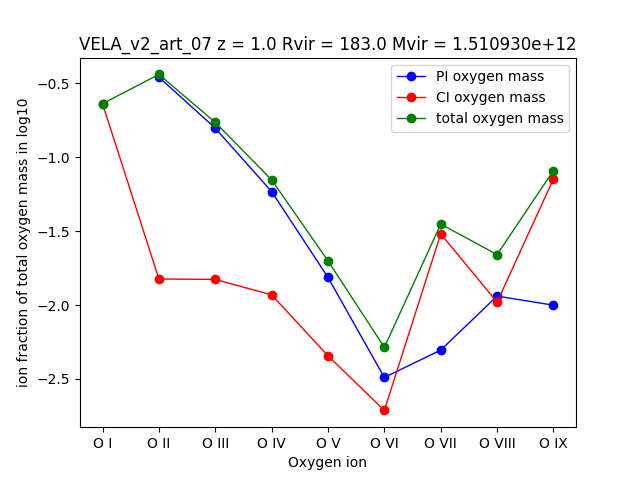 VELA_v2_art_07 z = 1.0 Rvir = 183.0 Mvir = 1.510930e+12
PI oxygen mass
CI oxygen mass
total oxygen mass
ion fraction of total oxygen mass in log10
−0.5
−1.0
−1.5
−2.0
−2.5
O I O II O III O IV O V O VI O VII O VIII O IX
Oxygen ion